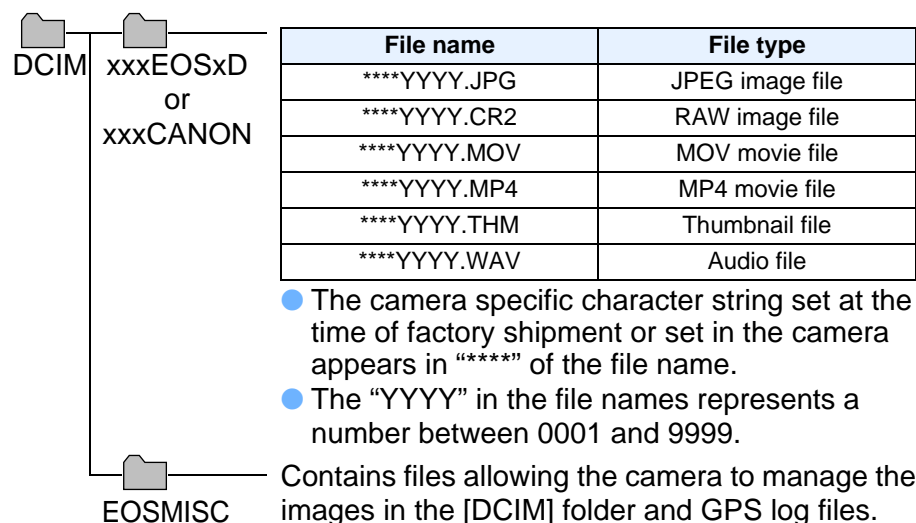 DCIM
xxxEOSxD
or
xxxCANON
File name File type
****YYYY.JPG JPEG image file
****YYYY.CR2 RAW image file
****YYYY.MOV MOV movie file
****YYYY.MP4 MP4 movie file
****YYYY.THM Thumbnail file
****YYYY.WAV Audio file
● The camera specific character string set at the
time of factory shipment or set in the camera
appears in “****” of the file name.
● The “YYYY” in the file names represents a
number between 0001 and 9999.
EOSMISC
Contains files allowing the camera to manage the
images in the [DCIM] folder and GPS log files.